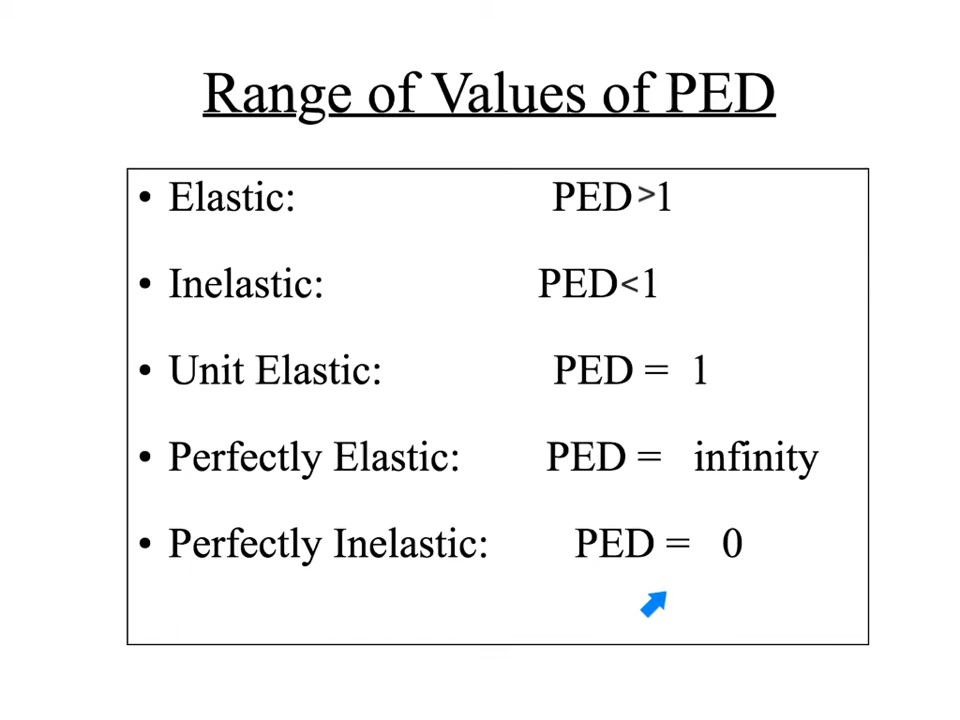 Range of Values of PED
• Elastic: PED>1
• Inelastic: PED<1
• Unit Elastic: PED = 1
• Perfectly Elastic: PED = infinity
• Perfectly Inelastic: PED = 0